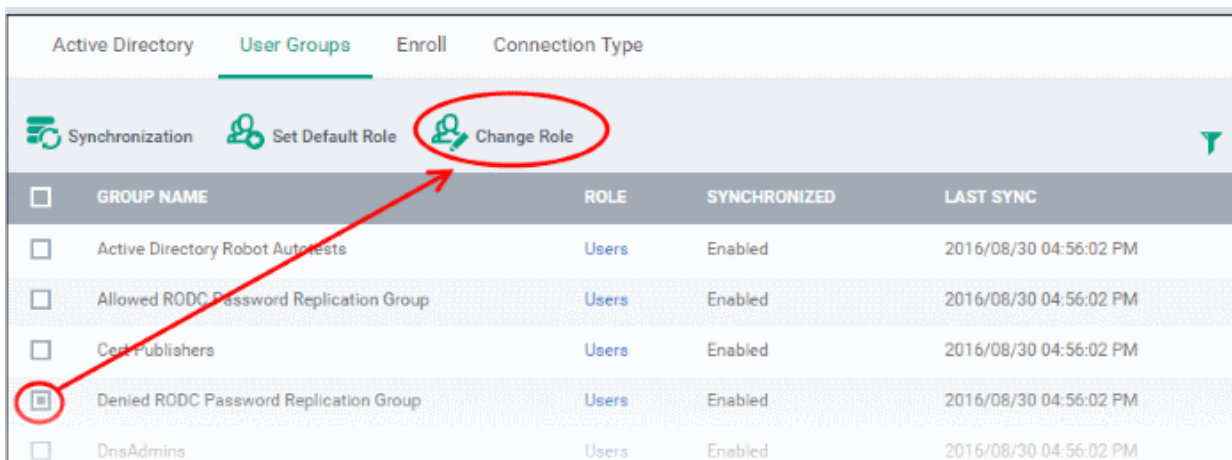 Active Directory User Groups Enroll Connection Type
Synchronization Set Default Role Change Role
GROUP NAME ROLE SYNCHRONIZED LAST SYNC
Active Directory Robot Autotests Users Enabled 2016/08/30 04:56:02 PM
Allowed RODC Password Replication Group Users Enabled 2016/08/30 04:56:02 PM
Cert Publishers Users Enabled 2016/08/30 04:56:02 PM
Denied RODC Password Replication Group Users Enabled 2016/08/30 04:56:02 PM
DnsAdmins Users Enabled 2016/08/30 04:56:02 PM